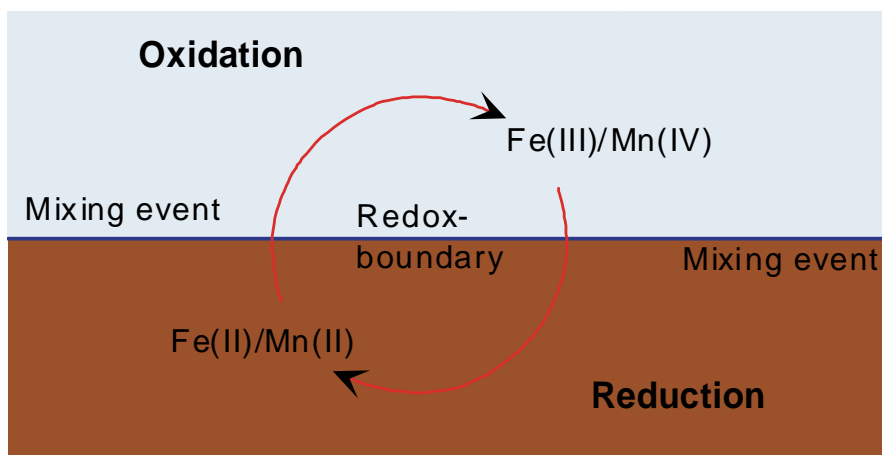 Oxidation
Fe(III)/Mn(IV)
Mixing event
Redox-
boundary
Mixing event
Fe(II)/Mn(II)
Reduction